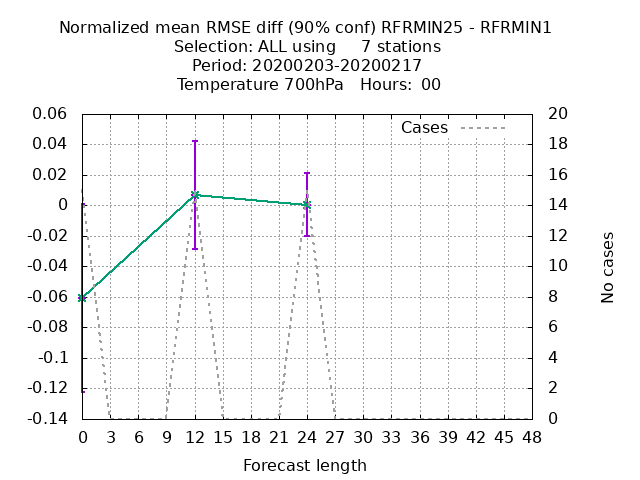 Normalized mean RMSE diff (90% conf) RFRMIN25 - RFRMIN1
Selection: ALL using     7 stations
Period: 20200203-20200217
Temperature 700hPa   Hours:  00
Cases
0.06
0.04
0.02
0
-0.02
-0.04
-0.06
-0.08
-0.1
-0.12
-0.14
20
18
16
14
12
10
8
6
4
2
0
No cases
0 3 6 9 12 15 18 21 24 27 30 33 36 39 42 45 48
Forecast length